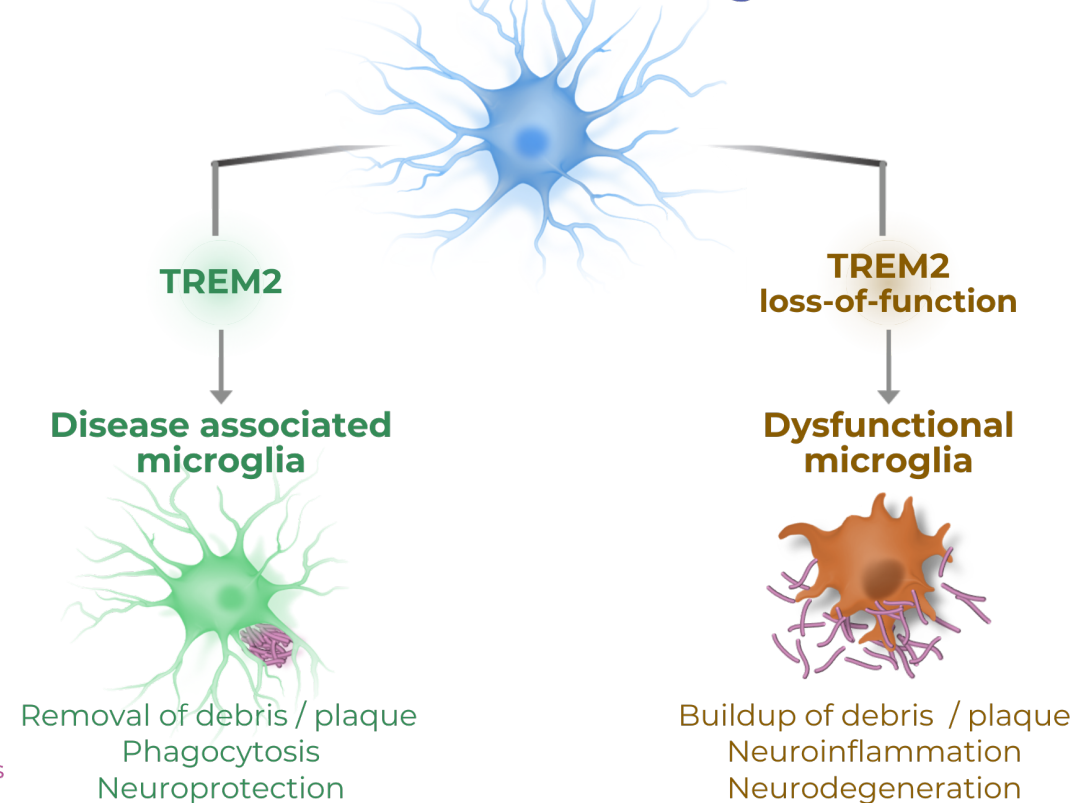 TREM2
TREM2
loss-of-function
Disease associated
microglia
Dysfunctional
microglia
Removal of debris / plaque
Phagocytosis
Neuroprotection
Buildup of debris / plaque
Neuroinflammation
Neurodegeneration